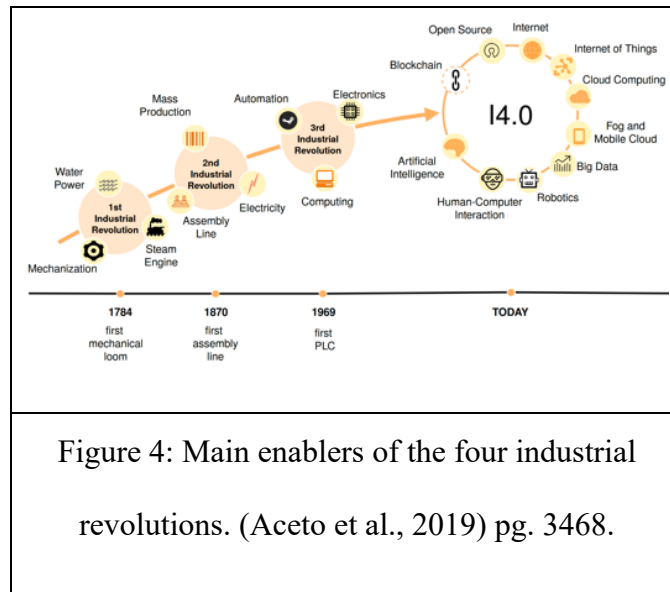 Open Source
Internet
Blockchain
Internet of Things
Cloud Computing
I4.0
Fog and
Mobile Cloud
Big Data
Robotics
Human-Computer
Interaction
Artificial
Intelligence
Automation
Electronics
3rd
Industrial
Revolution
Computing
Mass
Production
2nd
Industrial
Revolution
Electricity
Assembly
Line
Water
Power
1st
Industrial
Revolution
Steam
Engine
Mechanization
1784
first
mechanical
loom
1870
first
assembly
line
1969
first
PLC
TODAY
Figure 4: Main enablers of the four industrial
revolutions. (Aceto et al., 2019) pg. 3468.